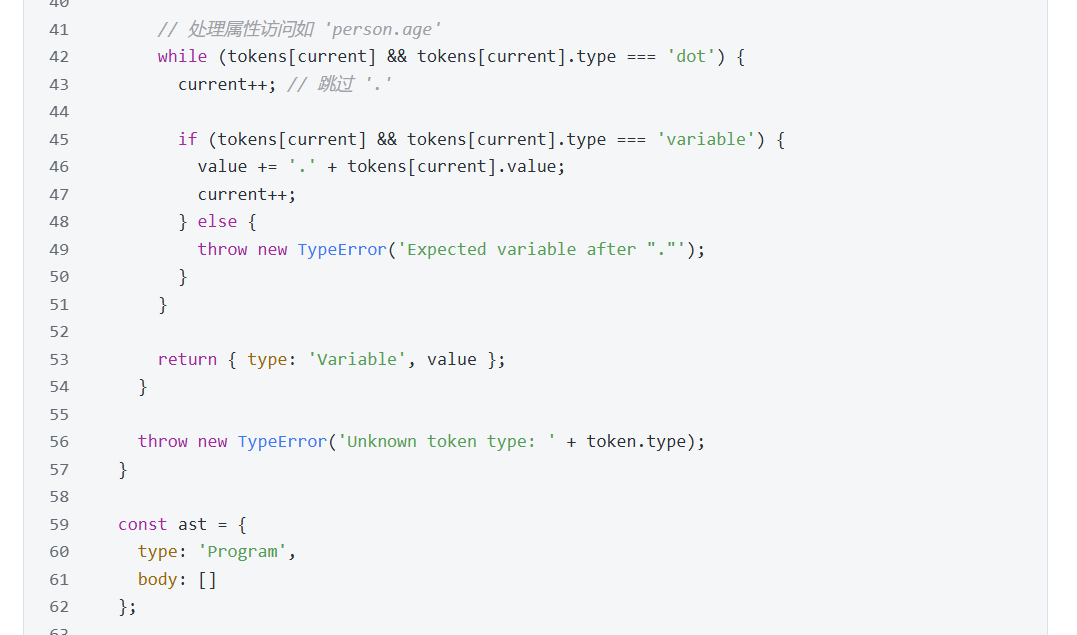 40
41 // 处理属性访问如 'person.age'
42 while (tokens[current] && tokens[current].type === 'dot') {
43 current++; // 跳过 '.'
44
45 if (tokens[current] && tokens[current].type === 'variable') {
46 value += '.' + tokens[current].value;
47 current++;
48 } else {
49 throw new TypeError('Expected variable after "."');
50 }
51 }
52
53 return { type: 'Variable', value };
54 }
55
56 throw new TypeError('Unknown token type: ' + token.type);
57 }
58
59 const ast = {
60 type: 'Program',
61 body: []
62 };
63